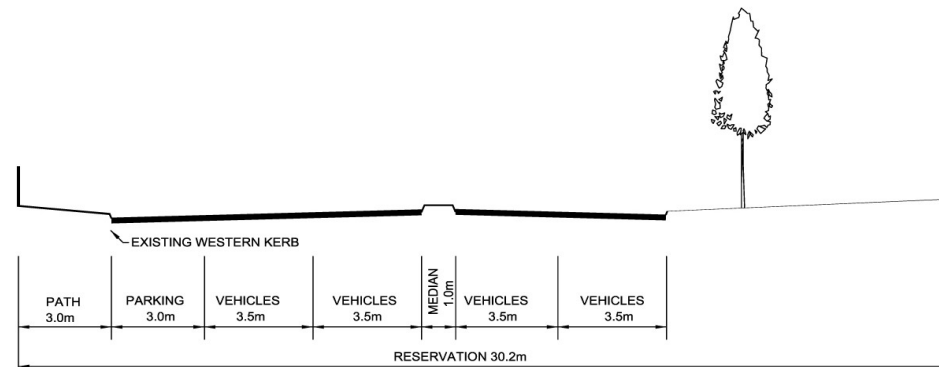 EXISTING WESTERN KERB
PATH
3.0m
PARKING
3.0m
VEHICLES
3.5m
VEHICLES
3.5m
MEDIAN
1.0m
VEHICLES
3.5m
VEHICLES
3.5m
RESERVATION 30.2m